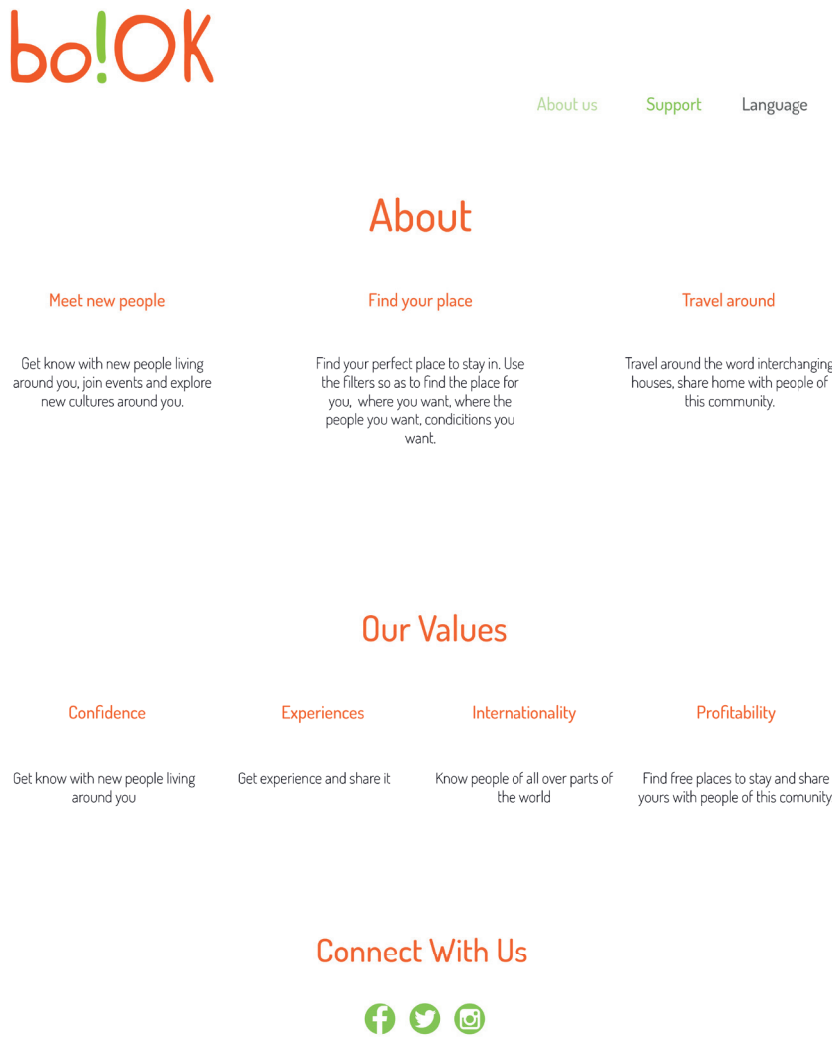 bo!OK
About us Support Language
About
Meet new people Find your place Travel around
Get know with new people living
around you, join events and explore
new cultures around you.
Find your perfect place to stay in. Use
the filters so as to find the place for
you, where you want, where the
people you want, condicitions you
want.
Travel around the word interchanging
houses, share home with people of
this community.
Our Values
Confidence Experiences Internationality Profitability
Get know with new people living
around you
Get experience and share it
Know people of all over parts of
the world
Find free places to stay and share
yours with people of this comunity
Connect With Us